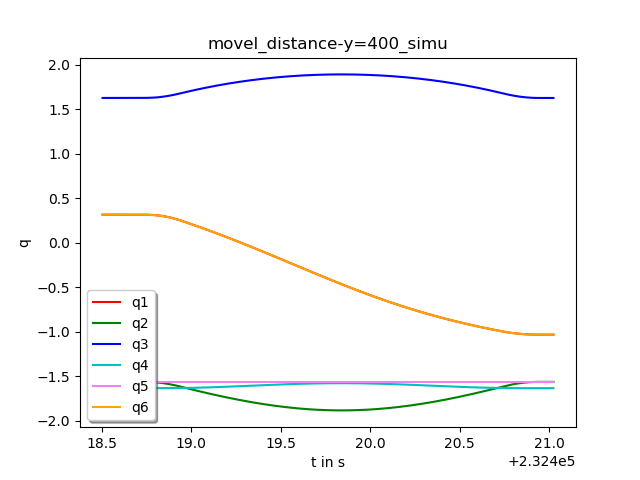 movel_distance-y=400_simu
2.0
1.5
1.0
0.5
0.0
−0.5
−1.0
−1.5
−2.0
q
q1
q2
q3
q4
q5
q6
18.5 19.0 19.5 20.0 20.5 21.0
t in s
+2.324e5